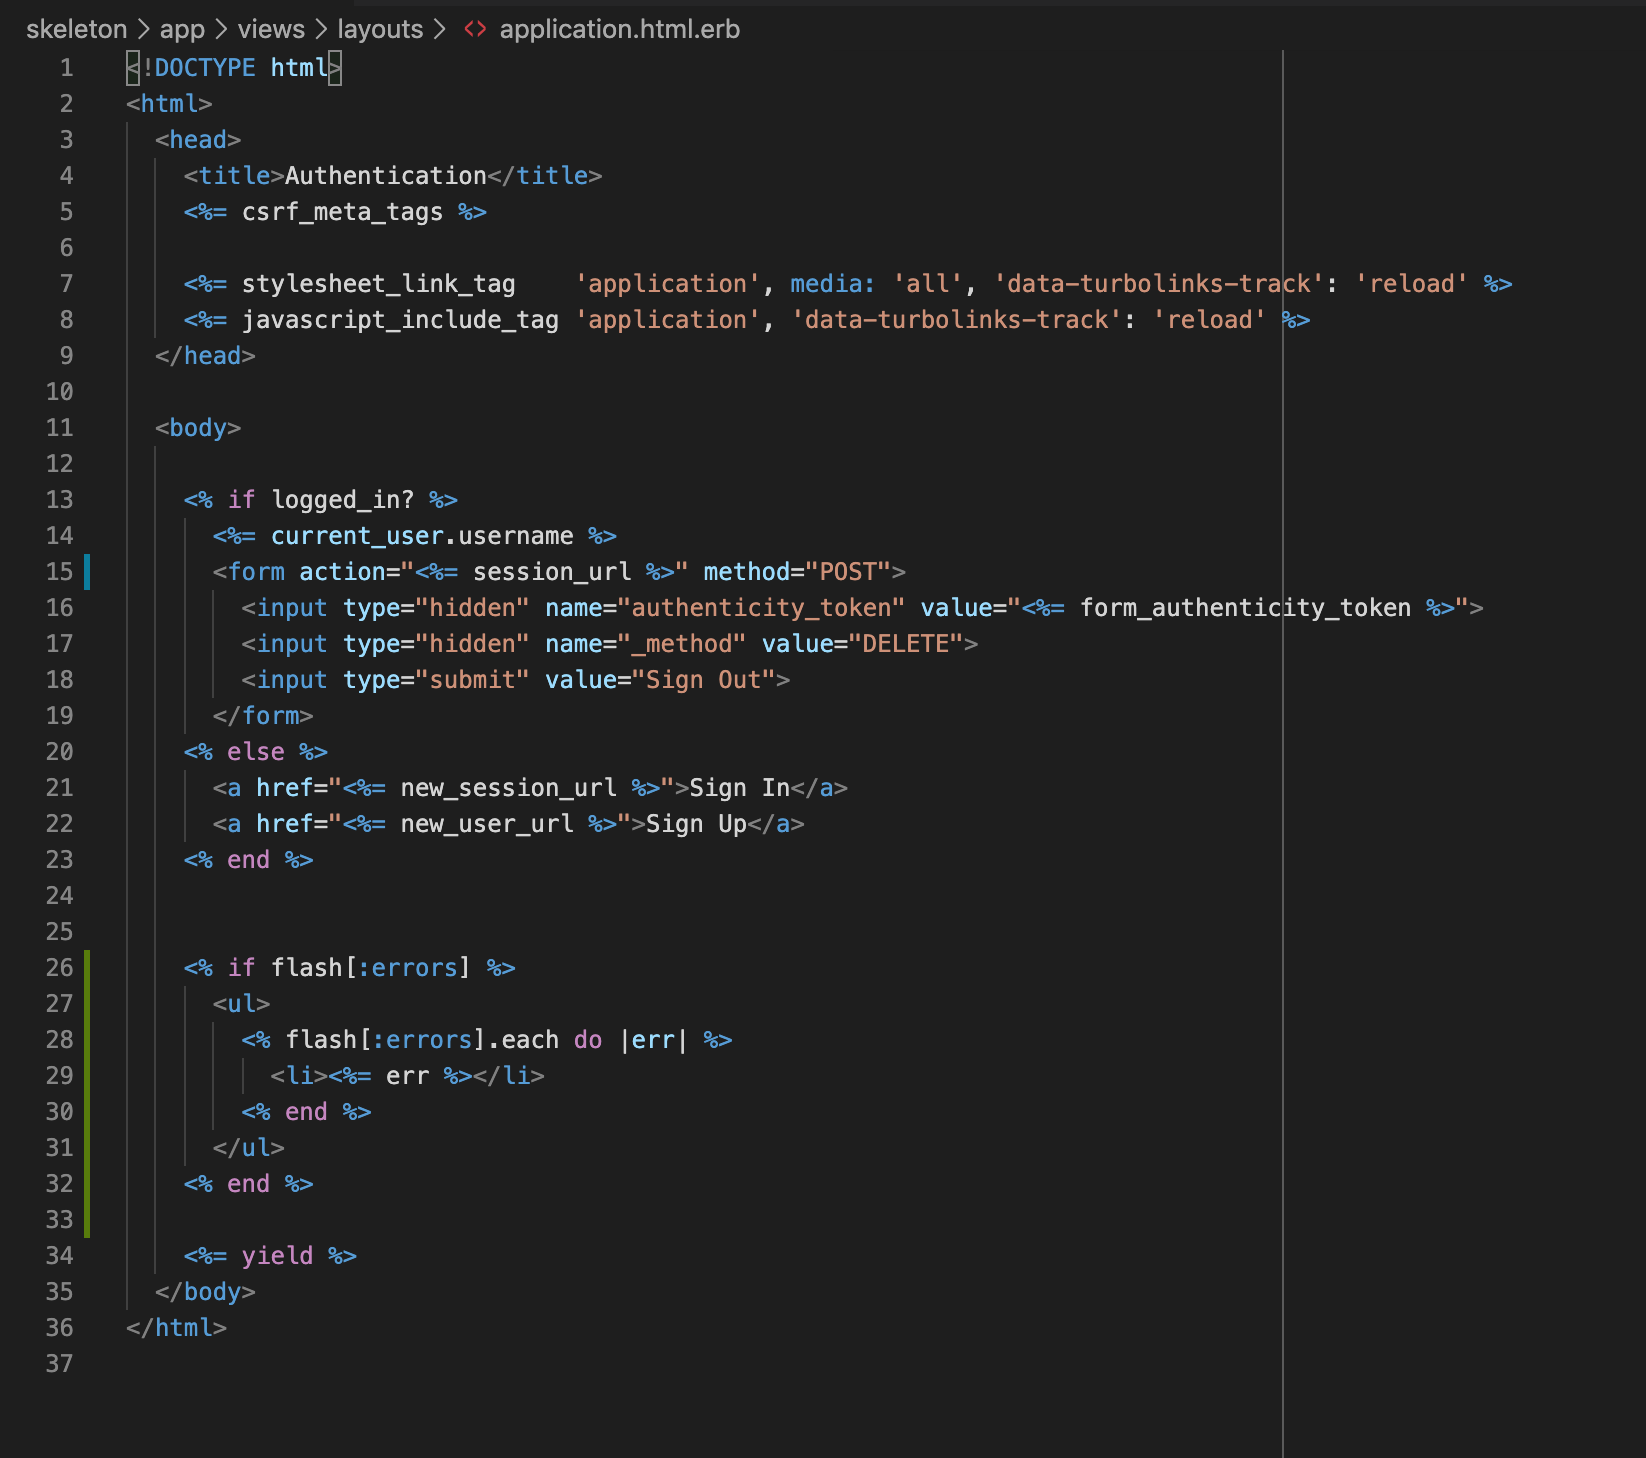 skeleton > app > views > layouts > <> application.html.erb
1 <!DOCTYPE html>
2 <html>
3   <head>
4     <title>Authentication</title>
5     <%= csrf_meta_tags %>
6
7     <%= stylesheet_link_tag    'application', media: 'all', 'data-turbolinks-track': 'reload' %>
8     <%= javascript_include_tag 'application', 'data-turbolinks-track': 'reload' %>
9   </head>
10
11   <body>
12
13     <% if logged_in? %>
14       <%= current_user.username %>
15       <form action="<%= session_url %>" method="POST">
16         <input type="hidden" name="authenticity_token" value="<%= form_authenticity_token %>">
17         <input type="hidden" name="_method" value="DELETE">
18         <input type="submit" value="Sign Out">
19       </form>
20     <% else %>
21       <a href="<%= new_session_url %>">Sign In</a>
22       <a href="<%= new_user_url %>">Sign Up</a>
23     <% end %>
24
25
26     <% if flash[:errors] %>
27       <ul>
28         <% flash[:errors].each do |err| %>
29           <li><%= err %></li>
30         <% end %>
31       </ul>
32     <% end %>
33
34     <%= yield %>
35   </body>
36 </html>
37